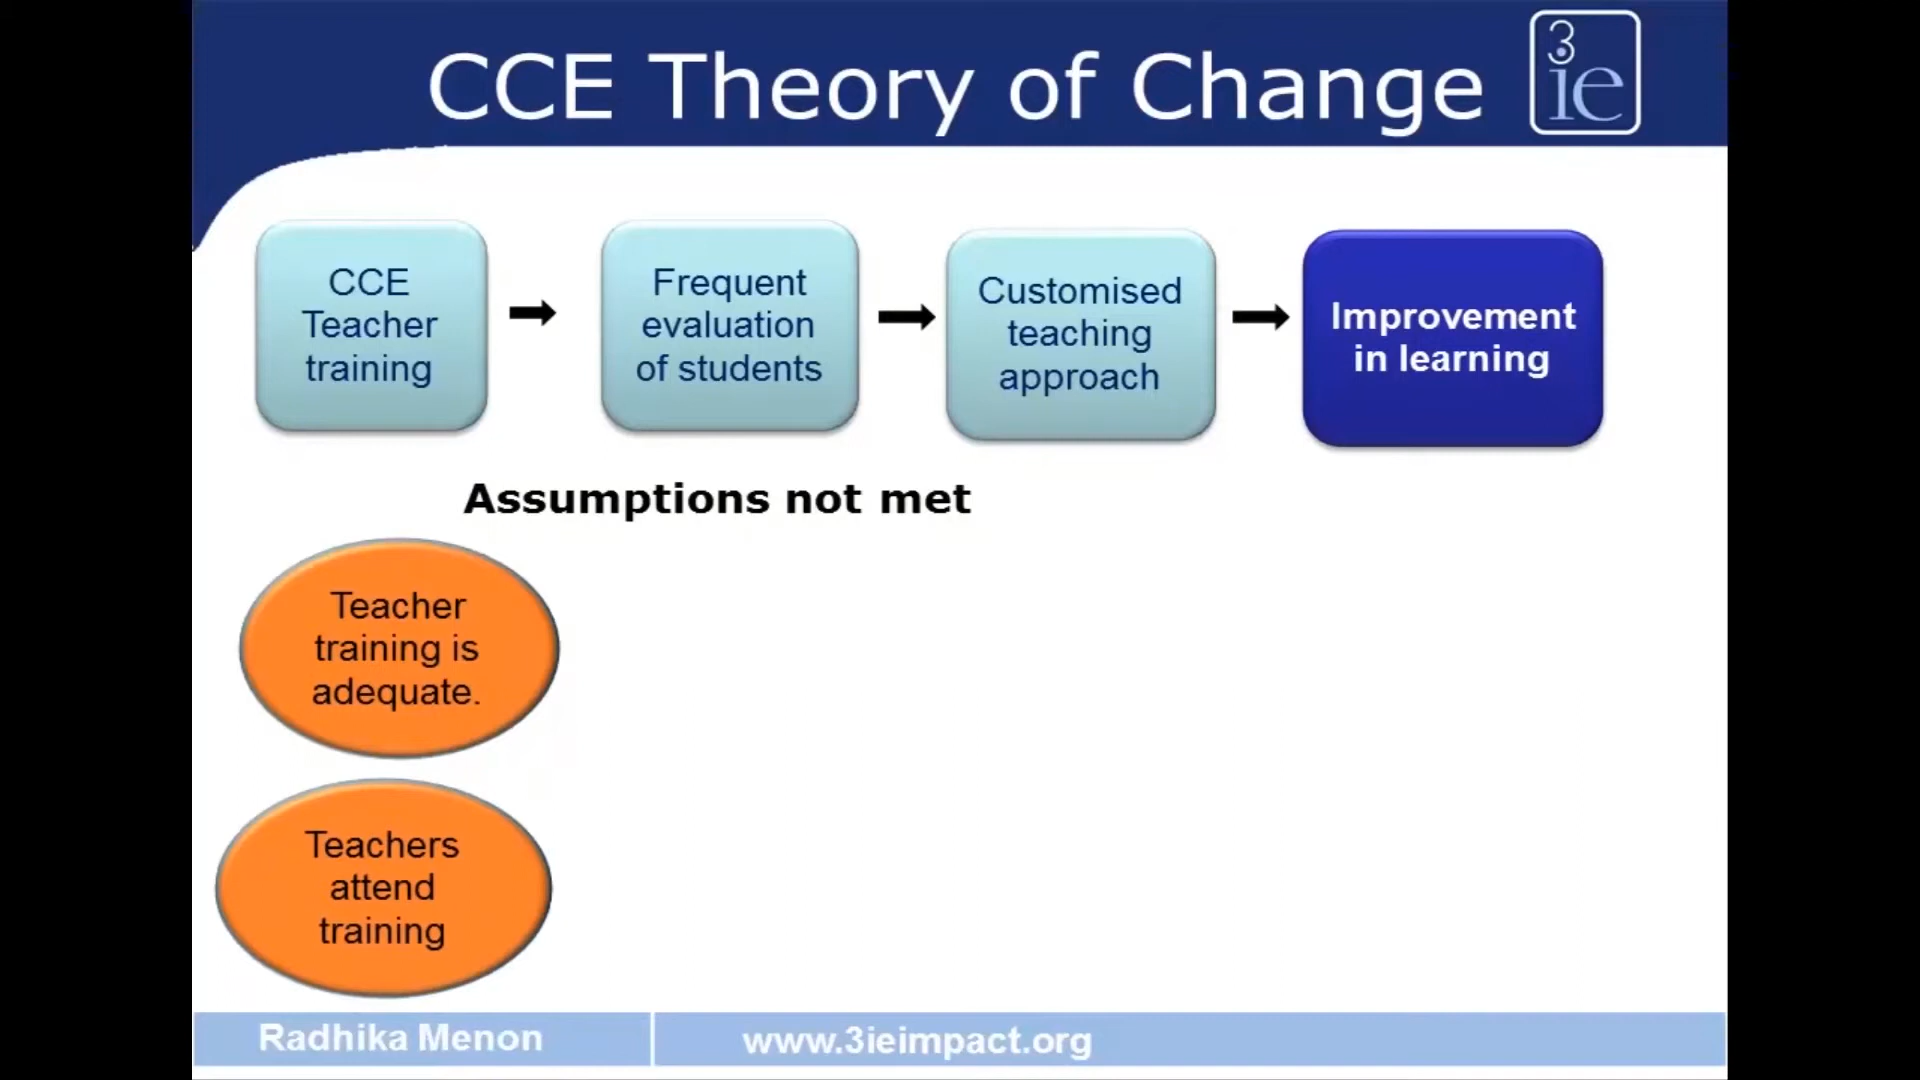 CCE Theory of Change
3
ie
CCE
Teacher
training
Frequent
evaluation
of students
Customised
teaching
approach
Improvement
in learning
Assumptions not met
Teacher
training is
adequate.
Teachers
attend
training
Radhika Menon
www.3ieimpact.org